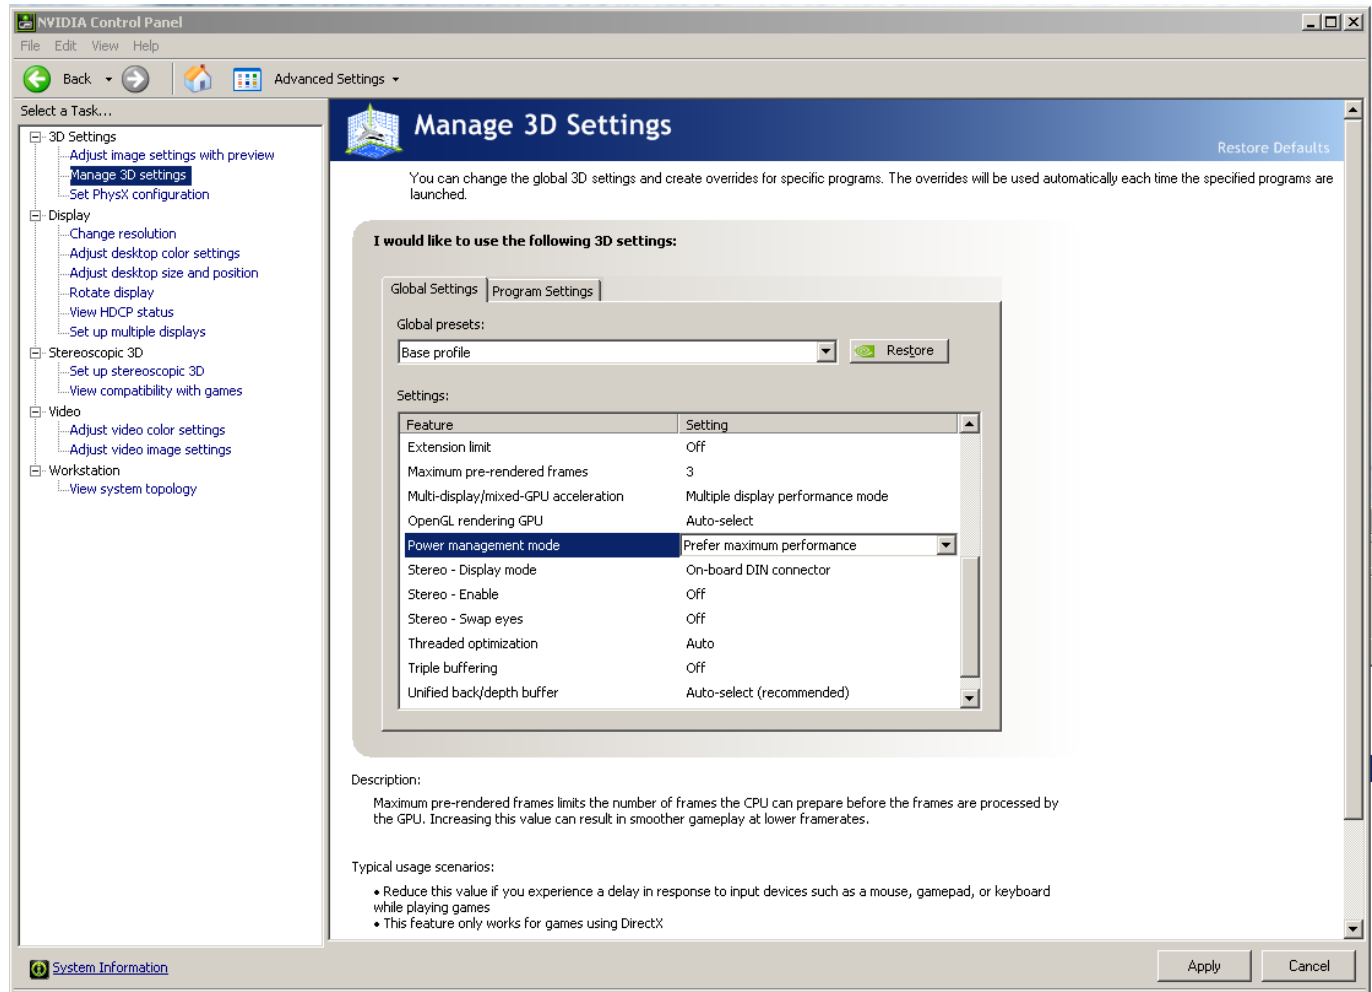 NVIDIA Control Panel
File Edit View Help
Back Advanced Settings
Select a Task...
3D Settings
Adjust image settings with preview
Manage 3D settings
Set PhysX configuration
Display
Change resolution
Adjust desktop color settings
Adjust desktop size and position
Rotate display
View HDCP status
Set up multiple displays
Stereoscopic 3D
Set up stereoscopic 3D
View compatibility with games
Video
Adjust video color settings
Adjust video image settings
Workstation
View system topology
Manage 3D Settings
Restore Defaults
You can change the global 3D settings and create overrides for specific programs. The overrides will be used automatically each time the specified programs are
launched.
I would like to use the following 3D settings:
Global Settings Program Settings
Global presets:
Base profile Restore
Settings:
Feature Setting
Extension limit Off
Maximum pre-rendered frames 3
Multi-display/mixed-GPU acceleration Multiple display performance mode
OpenGL rendering GPU Auto-select
Power management mode Prefer maximum performance
Stereo - Display mode On-board DIN connector
Stereo - Enable Off
Stereo - Swap eyes Off
Threaded optimization Auto
Triple buffering Off
Unified back/depth buffer Auto-select (recommended)
Description:
Maximum pre-rendered frames limits the number of frames the CPU can prepare before the frames are processed by
the GPU. Increasing this value can result in smoother gameplay at lower framerates.
Typical usage scenarios:
• Reduce this value if you experience a delay in response to input devices such as a mouse, gamepad, or keyboard
while playing games
• This feature only works for games using DirectX
System Information
Apply Cancel